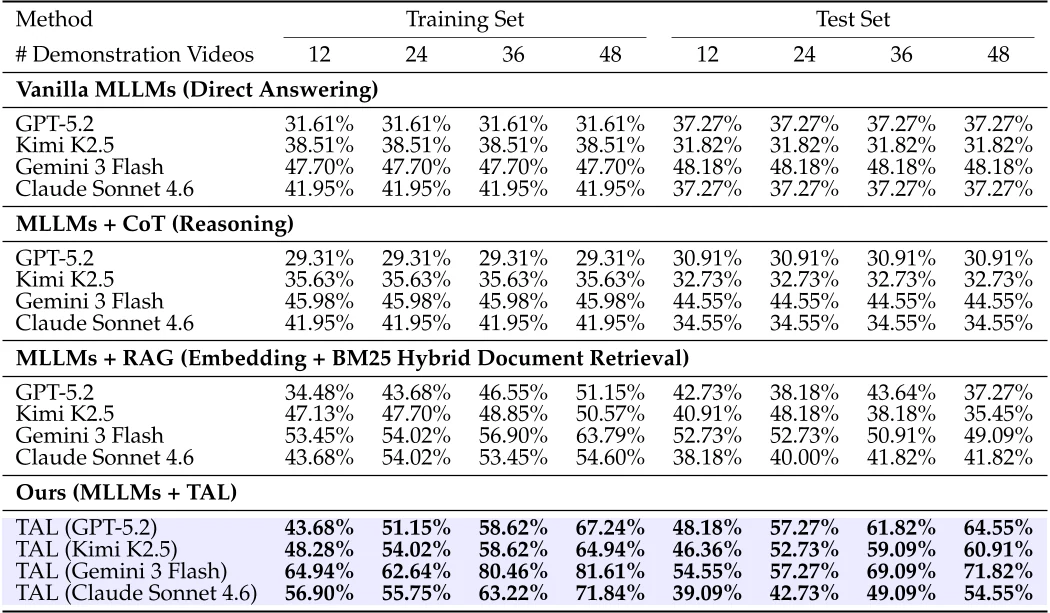 Method Training Set Test Set
# Demonstration Videos 12 24 36 48 12 24 36 48
Vanilla MLLMs (Direct Answering)
GPT-5.2 31.61% 31.61% 31.61% 31.61% 37.27% 37.27% 37.27% 37.27%
Kimi K2.5 38.51% 38.51% 38.51% 38.51% 31.82% 31.82% 31.82% 31.82%
Gemini 3 Flash 47.70% 47.70% 47.70% 47.70% 48.18% 48.18% 48.18% 48.18%
Claude Sonnet 4.6 41.95% 41.95% 41.95% 41.95% 37.27% 37.27% 37.27% 37.27%
MLLMs + CoT (Reasoning)
GPT-5.2 29.31% 29.31% 29.31% 29.31% 30.91% 30.91% 30.91% 30.91%
Kimi K2.5 35.63% 35.63% 35.63% 35.63% 32.73% 32.73% 32.73% 32.73%
Gemini 3 Flash 45.98% 45.98% 45.98% 45.98% 44.55% 44.55% 44.55% 44.55%
Claude Sonnet 4.6 41.95% 41.95% 41.95% 41.95% 34.55% 34.55% 34.55% 34.55%
MLLMs + RAG (Embedding + BM25 Hybrid Document Retrieval)
GPT-5.2 34.48% 43.68% 46.55% 51.15% 42.73% 38.18% 43.64% 37.27%
Kimi K2.5 47.13% 47.70% 48.85% 50.57% 40.91% 48.18% 38.18% 35.45%
Gemini 3 Flash 53.45% 54.02% 56.90% 63.79% 52.73% 52.73% 50.91% 49.09%
Claude Sonnet 4.6 43.68% 54.02% 53.45% 54.60% 38.18% 40.00% 41.82% 41.82%
Ours (MLLMs + TAL)
TAL (GPT-5.2) 43.68% 51.15% 58.62% 67.24% 48.18% 57.27% 61.82% 64.55%
TAL (Kimi K2.5) 48.28% 54.02% 58.62% 64.94% 46.36% 52.73% 59.09% 60.91%
TAL (Gemini 3 Flash) 64.94% 62.64% 80.46% 81.61% 54.55% 57.27% 69.09% 71.82%
TAL (Claude Sonnet 4.6) 56.90% 55.75% 63.22% 71.84% 39.09% 42.73% 49.09% 54.55%